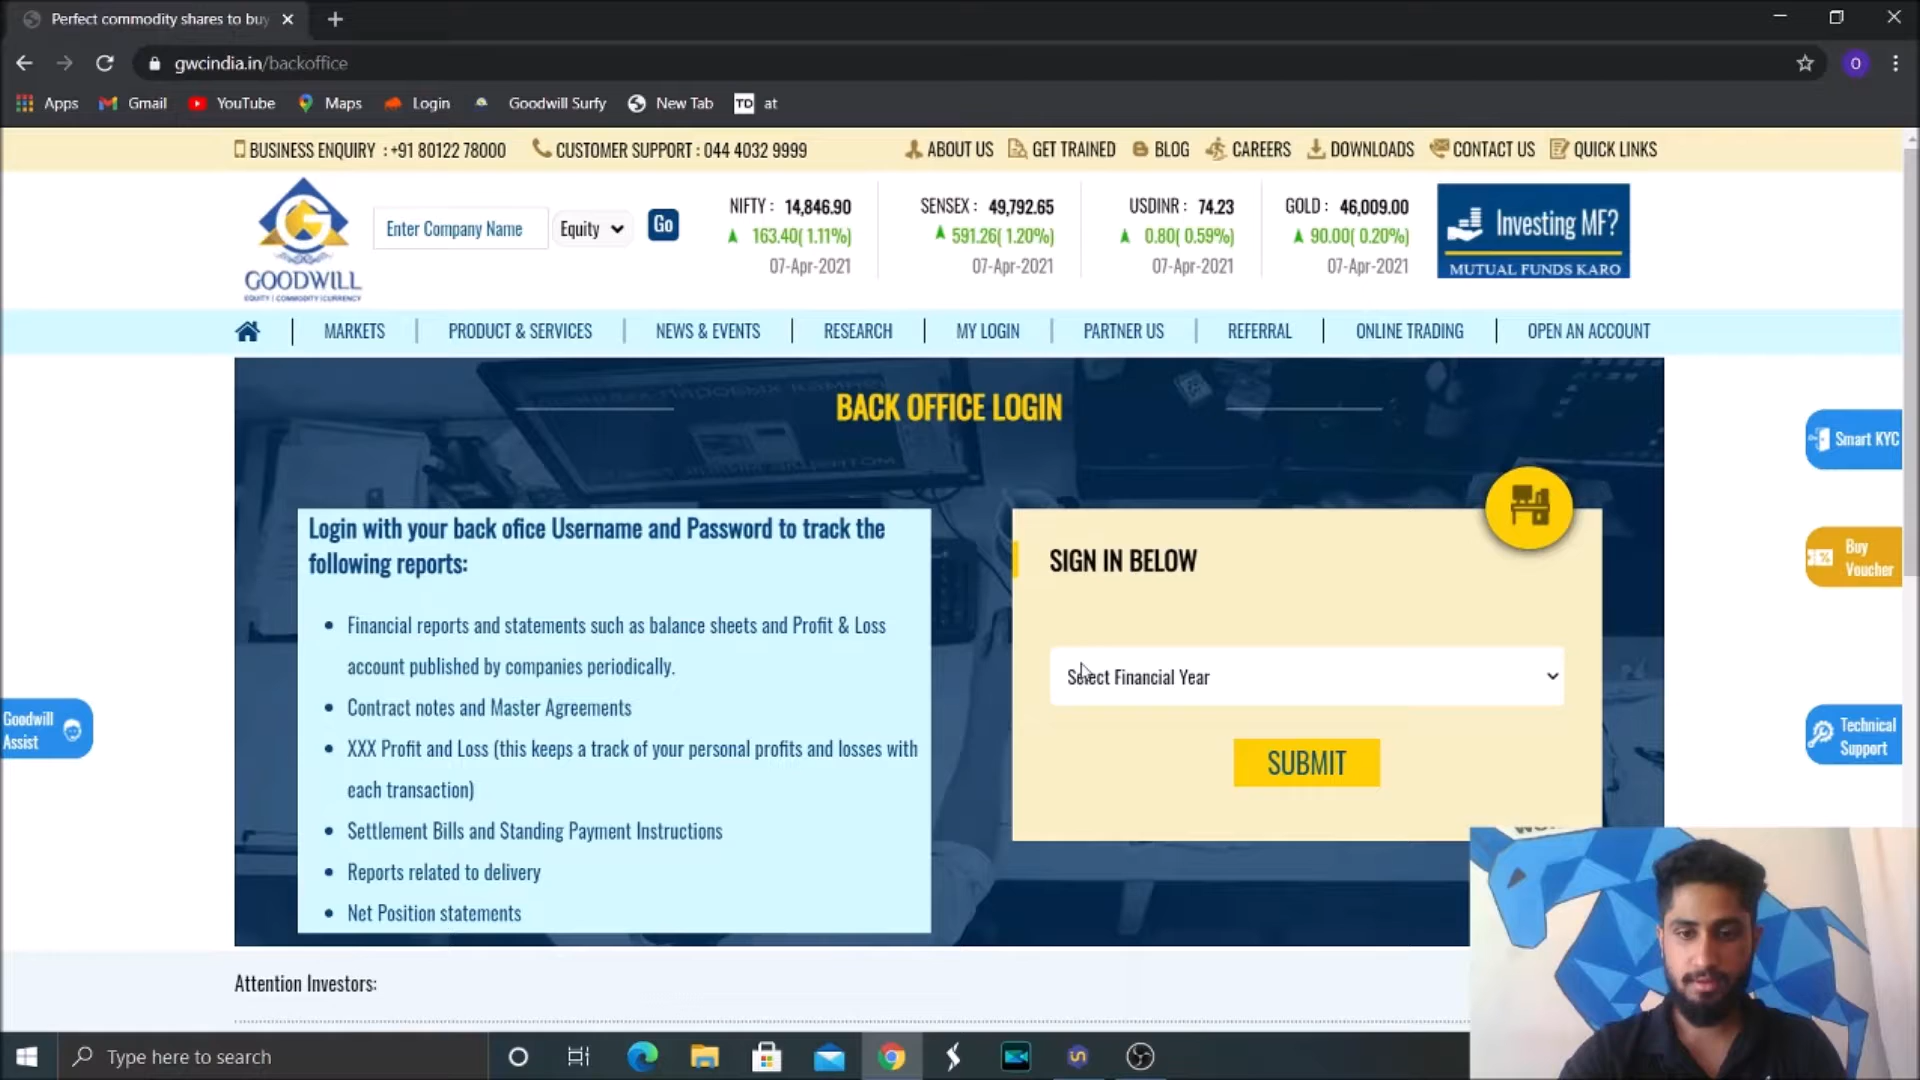 Perfect commodity shares to buy
gwcindia.in/backoffice
O
Apps Gmail YouTube Maps Login Goodwill Surfy New Tab TD at
BUSINESS ENQUIRY : +91 80122 78000 CUSTOMER SUPPORT : 044 4032 9999 ABOUT US GET TRAINED BLOG CAREERS DOWNLOADS CONTACT US QUICK LINKS
GOODWILL
EQUITY | COMMODITY | CURRENCY
Enter Company Name Equity Go
NIFTY : 14,846.90
163.40( 1.11%)
07-Apr-2021
SENSEX : 49,792.65
591.26( 1.20%)
07-Apr-2021
USDINR : 74.23
0.80( 0.59%)
07-Apr-2021
GOLD : 46,009.00
90.00( 0.20%)
07-Apr-2021
Investing MF?
MUTUAL FUNDS KARO
MARKETS PRODUCT & SERVICES NEWS & EVENTS RESEARCH MY LOGIN PARTNER US REFERRAL ONLINE TRADING OPEN AN ACCOUNT
BACK OFFICE LOGIN
Login with your back ofice Username and Password to track the
following reports:
Financial reports and statements such as balance sheets and Profit & Loss
account published by companies periodically.
Contract notes and Master Agreements
XXX Profit and Loss (this keeps a track of your personal profits and losses with
each transaction)
Settlement Bills and Standing Payment Instructions
Reports related to delivery
Net Position statements
SIGN IN BELOW
Select Financial Year
SUBMIT
Smart KYC
Buy
Voucher
Technical
Support
Goodwill
Assist
Attention Investors:
Type here to search